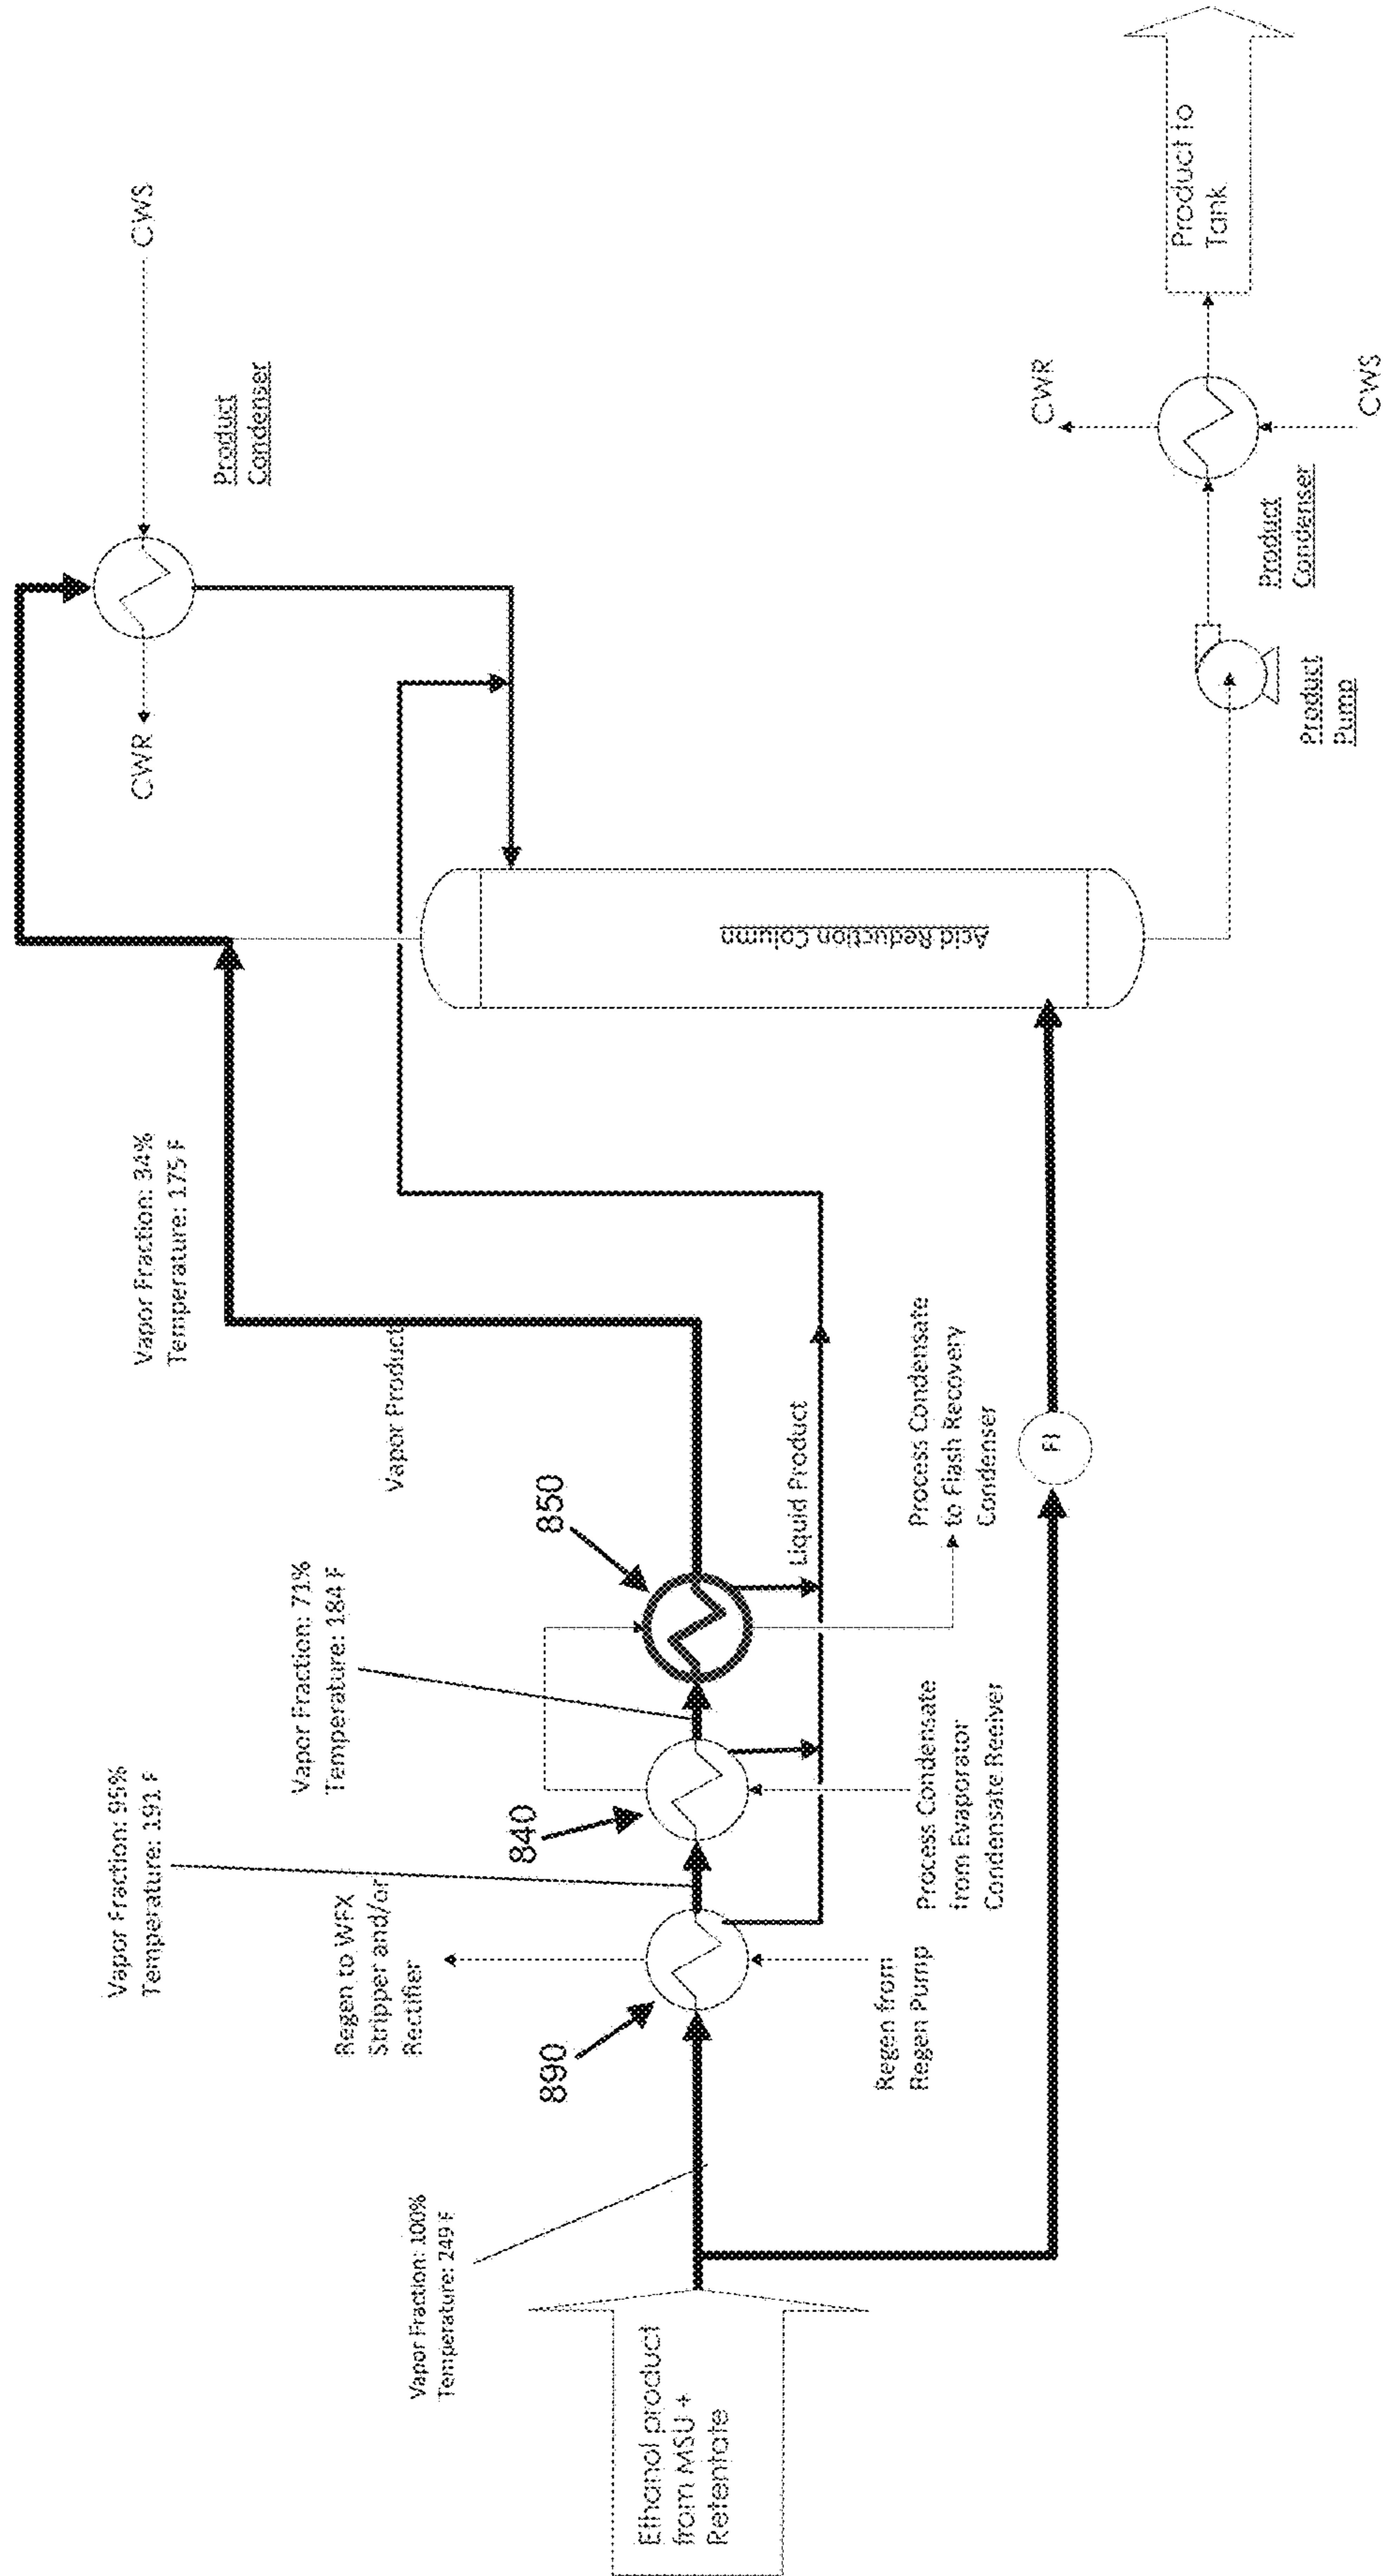 Vapor Fraction: 95%
Temperature: 191 F
Vapor Fraction: 34%
Temperature: 175 F
CWR
CWS
Product
Condenser
Vapor Fraction: 71%
Temperature: 184 F
Regen to WFX
Stripper and/or
Rectifier
Vapor Product
Vapor Fraction: 100%
Temperature: 249 F
890
840
850
Ethanol product
from MSU +
Retentate
Acid Reduction Column
Liquid Product
Regen from
Regen Pump
Process Condensate
from Evaporator
Condensate Reeiver
Process Condensate
to Flash Recovery
Condenser
FI
CWR
Product to
Tank
Product
Condenser
Product
Pump
CWS